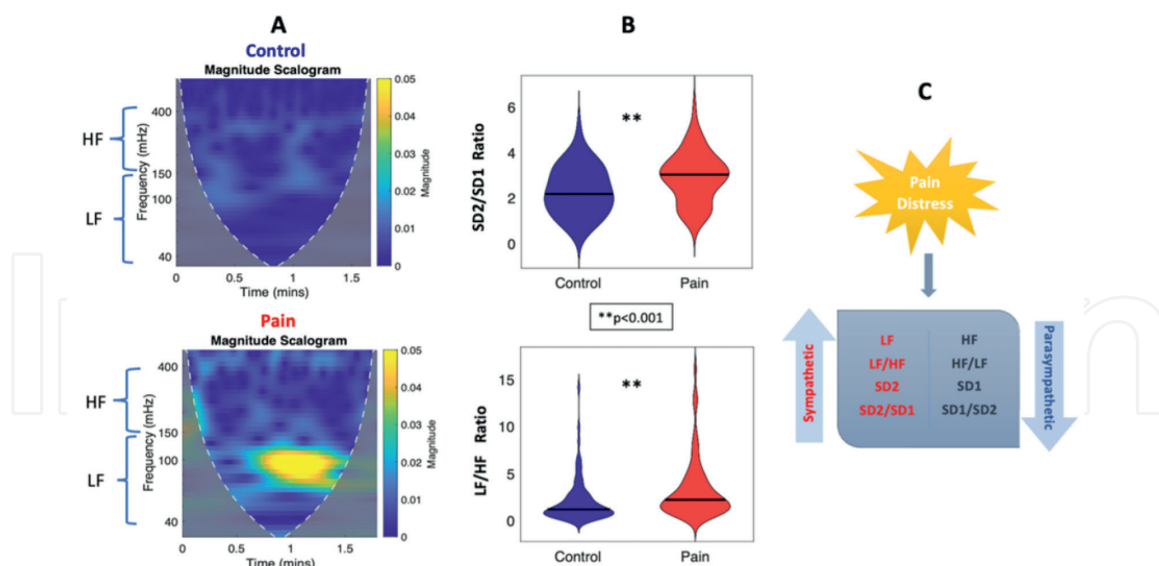 A
Control
Magnitude Scalogram
HF
LF
Frequency (mHz)
400
150
100
40
0 0.5 1 1.5
Time (mins)
0.05
0.04
0.03
0.02
0.01
0
Magnitude
Pain
Magnitude Scalogram
HF
LF
Frequency (mHz)
400
150
100
40
0 0.5 1 1.5
Time (mins)
0.05
0.04
0.03
0.02
0.01
0
Magnitude
B
SD2/SD1 Ratio
6
4
2
0
**
Control Pain
**p<0.001
LF/HF Ratio
15
10
5
0
**
Control Pain
C
Pain
Distress
Sympathetic
LF HF
LF/HF HF/LF
SD2 SD1
SD2/SD1 SD1/SD2
Parasympathetic